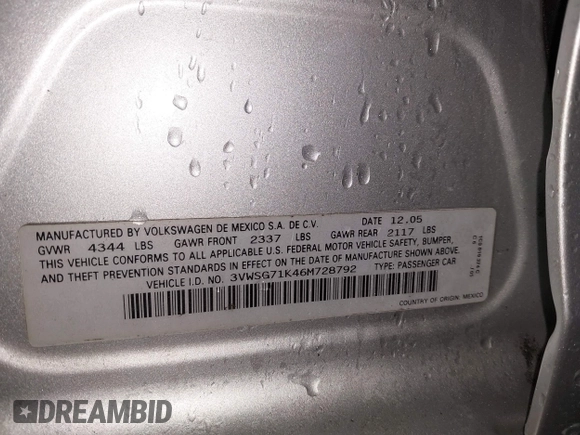 MANUFACTURED BY VOLKSWAGEN DE MEXICO S.A. DE C.V. DATE 12.05
GVWR 4344 LBS GAWR FRONT 2337 LBS GAWR REAR 2117 LBS
THIS VEHICLE CONFORMS TO ALL APPLICABLE U.S. FEDERAL MOTOR VEHICLE SAFETY, BUMPER,
AND THEFT PREVENTION STANDARDS IN EFFECT ON THE DATE OF MANUFACTURE SHOWN ABOVE.
VEHICLE I.D. NO. 3VWSG71K46M728792 TYPE: PASSENGER CAR
COUNTRY OF ORIGIN: MEXICO
DREAMBID